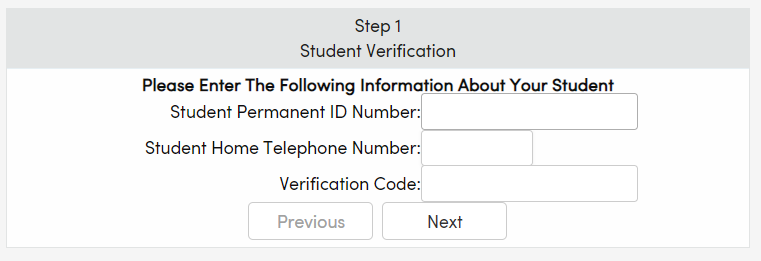 Step 1
Student Verification
Please Enter The Following Information About Your Student
Student Permanent ID Number:
Student Home Telephone Number:
Verification Code:
Previous Next